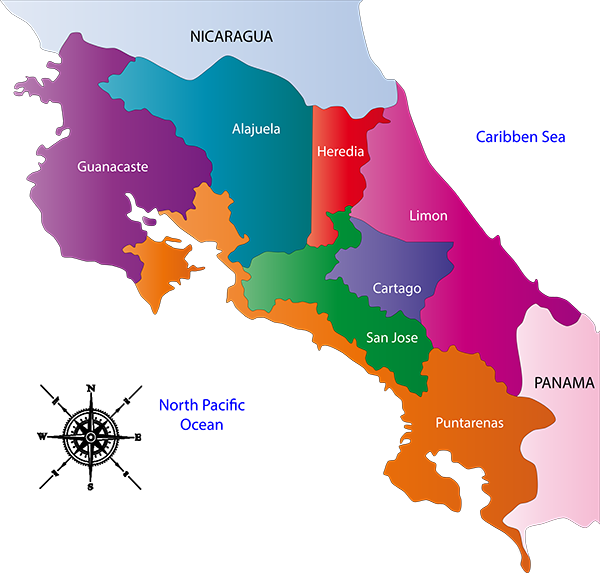 NICARAGUA
Alajuela
Heredia
Caribben Sea
Guanacaste
Limon
Cartago
San Jose
PANAMA
North Pacific
Ocean
Puntarenas
N
W
E
S